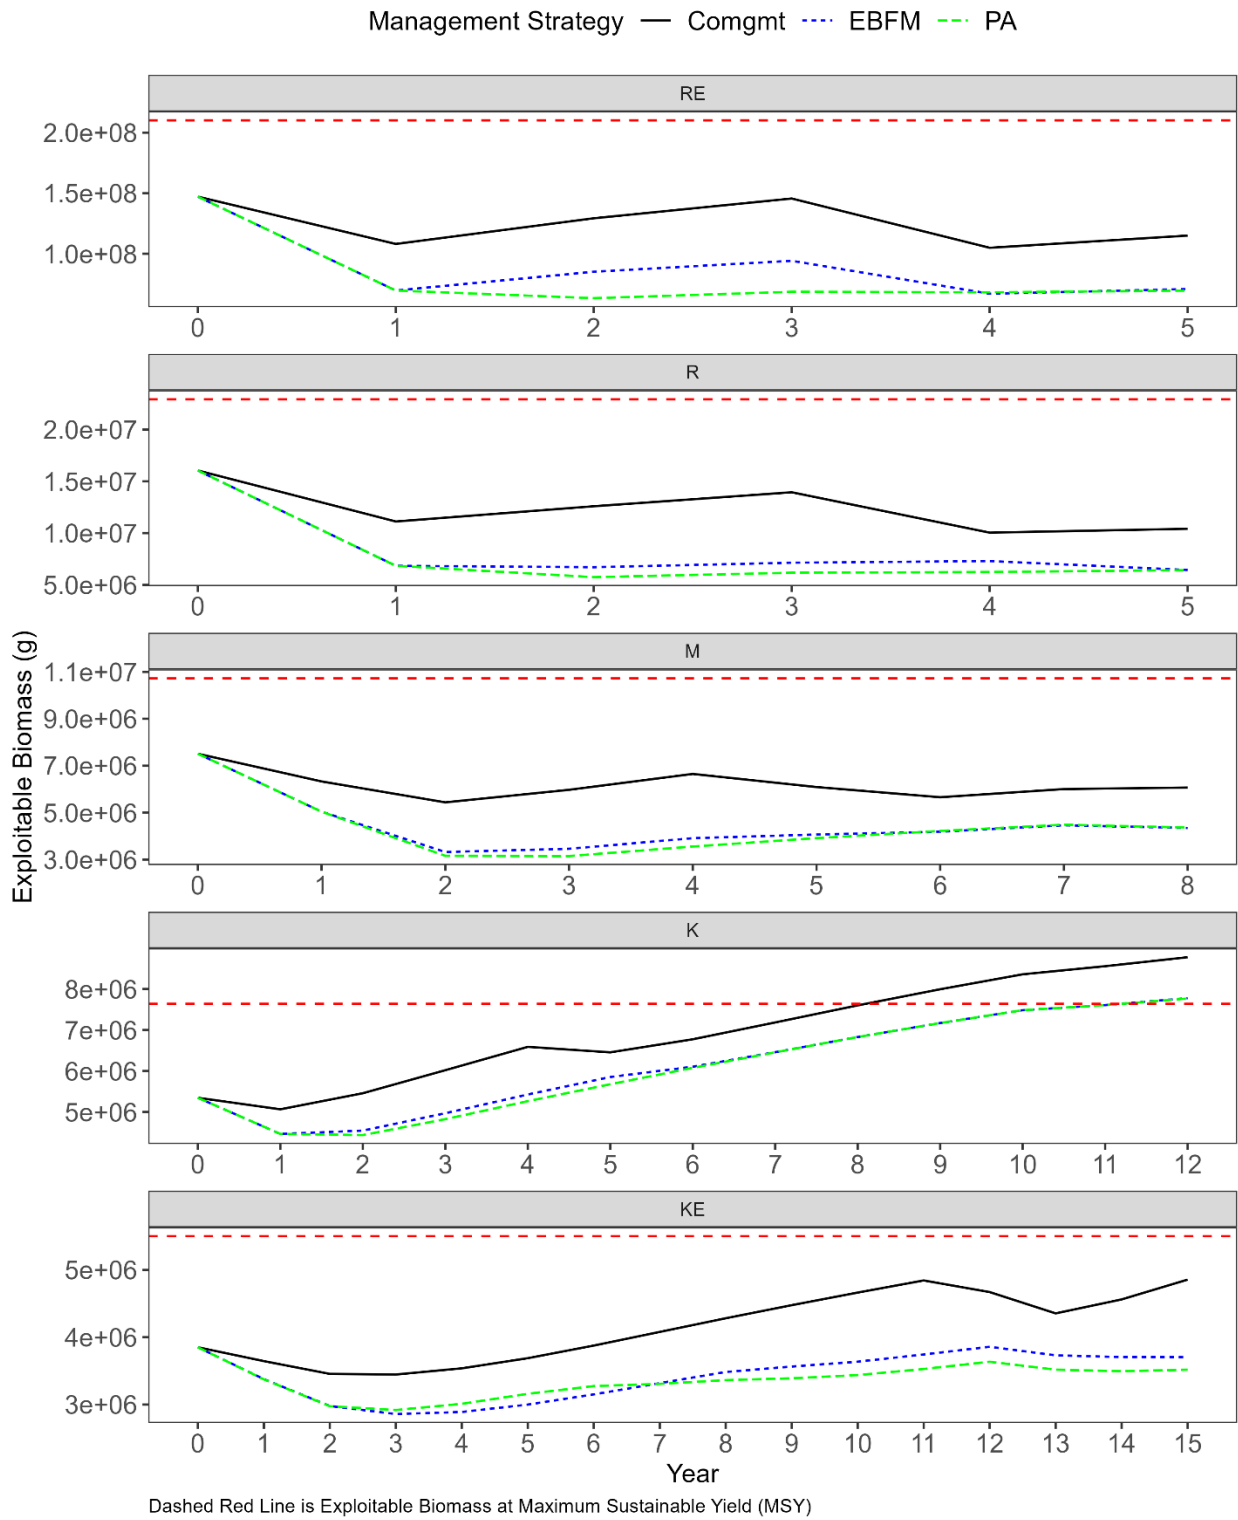 Management Strategy Comgmt EBFM PA
RE
2.0e+08
1.5e+08
1.0e+08
0 1 2 3 4 5
R
2.0e+07
1.5e+07
1.0e+07
5.0e+06
0 1 2 3 4 5
M
1.1e+07
9.0e+06
7.0e+06
5.0e+06
3.0e+06
0 1 2 3 4 5 6 7 8
Exploitable Biomass (g)
K
8e+06
7e+06
6e+06
5e+06
0 1 2 3 4 5 6 7 8 9 10 11 12
KE
5e+06
4e+06
3e+06
0 1 2 3 4 5 6 7 8 9 10 11 12 13 14 15
Year
Dashed Red Line is Exploitable Biomass at Maximum Sustainable Yield (MSY)